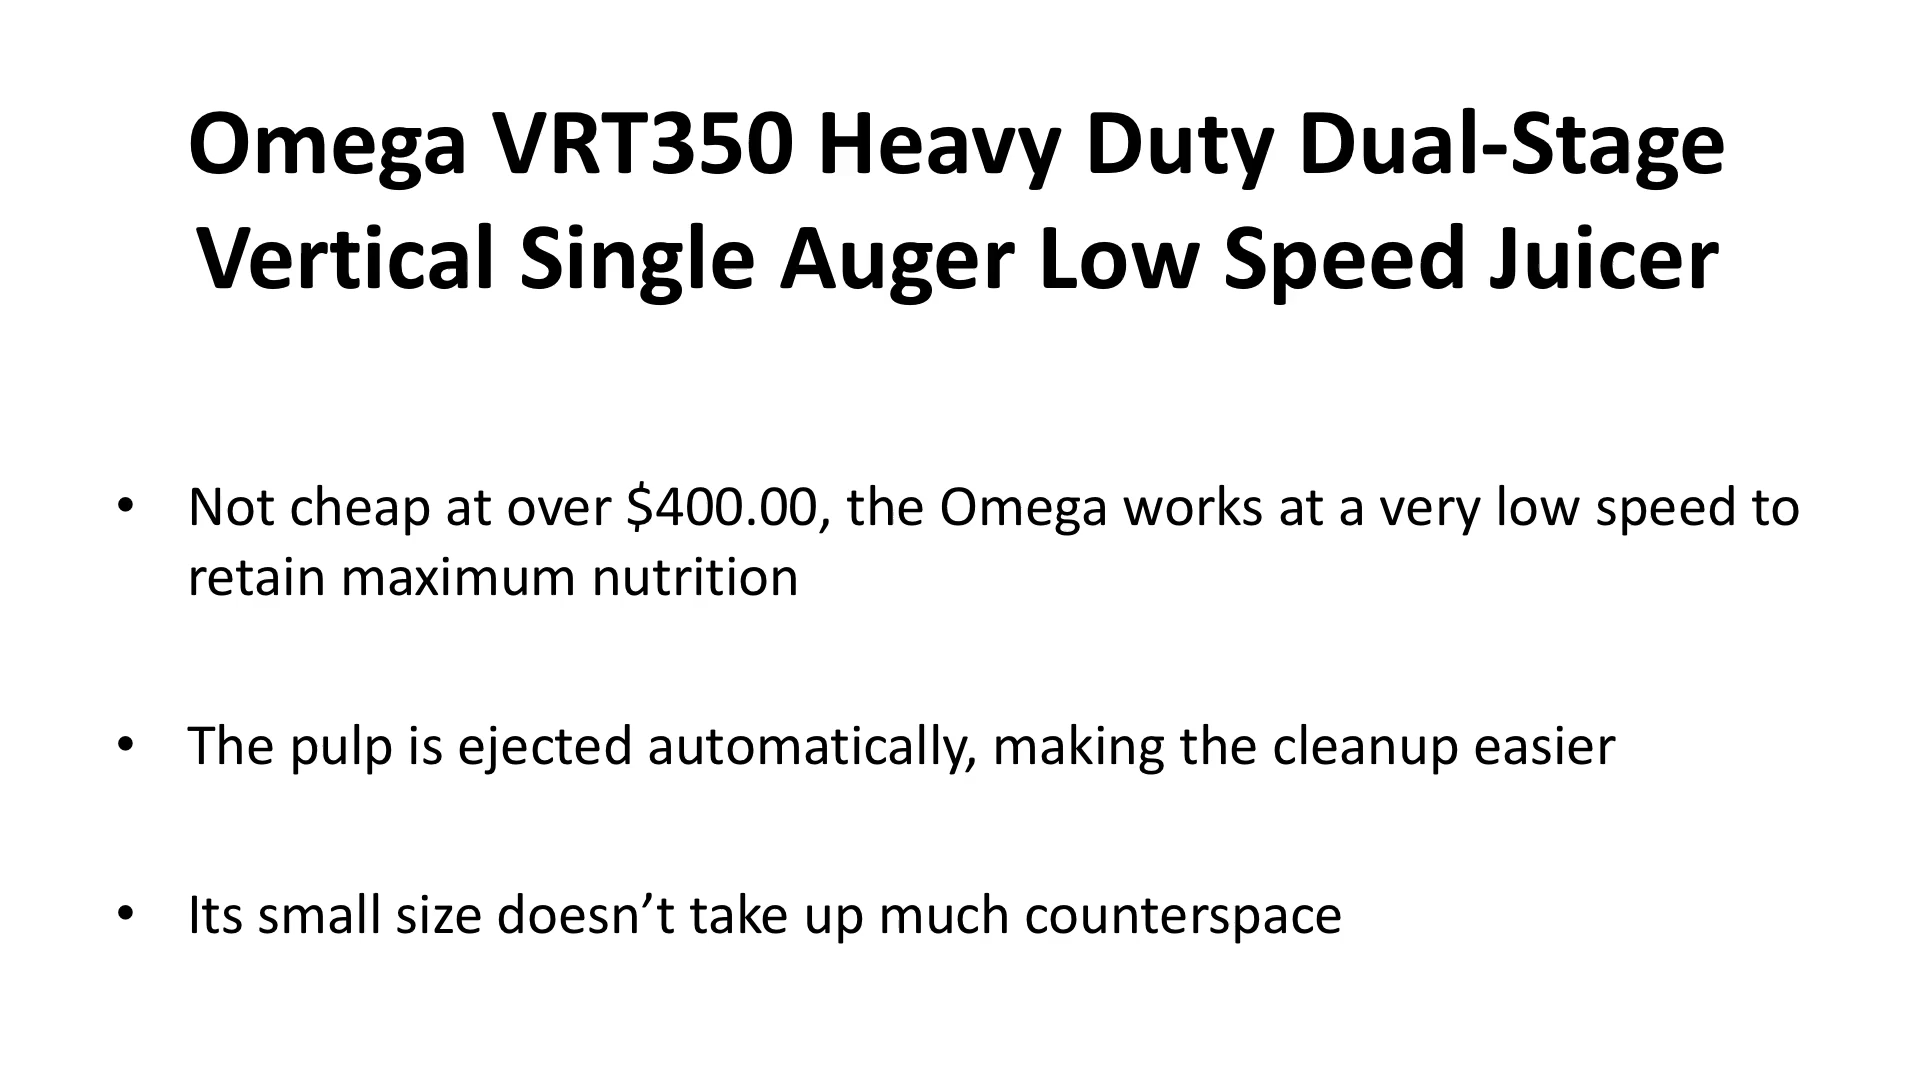 Omega VRT350 Heavy Duty Dual-Stage
Vertical Single Auger Low Speed Juicer
• Not cheap at over $400.00, the Omega works at a very low speed to
retain maximum nutrition
• The pulp is ejected automatically, making the cleanup easier
• Its small size doesn’t take up much counterspace